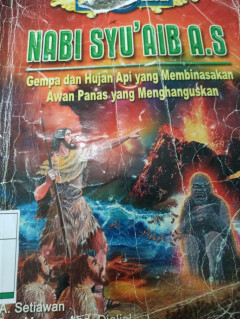 NABI SYU'AIB A.S
Gempa dan Hujan Api yang Membinasakan
Awan Panas yang Menghanguskan
A. Setiawan